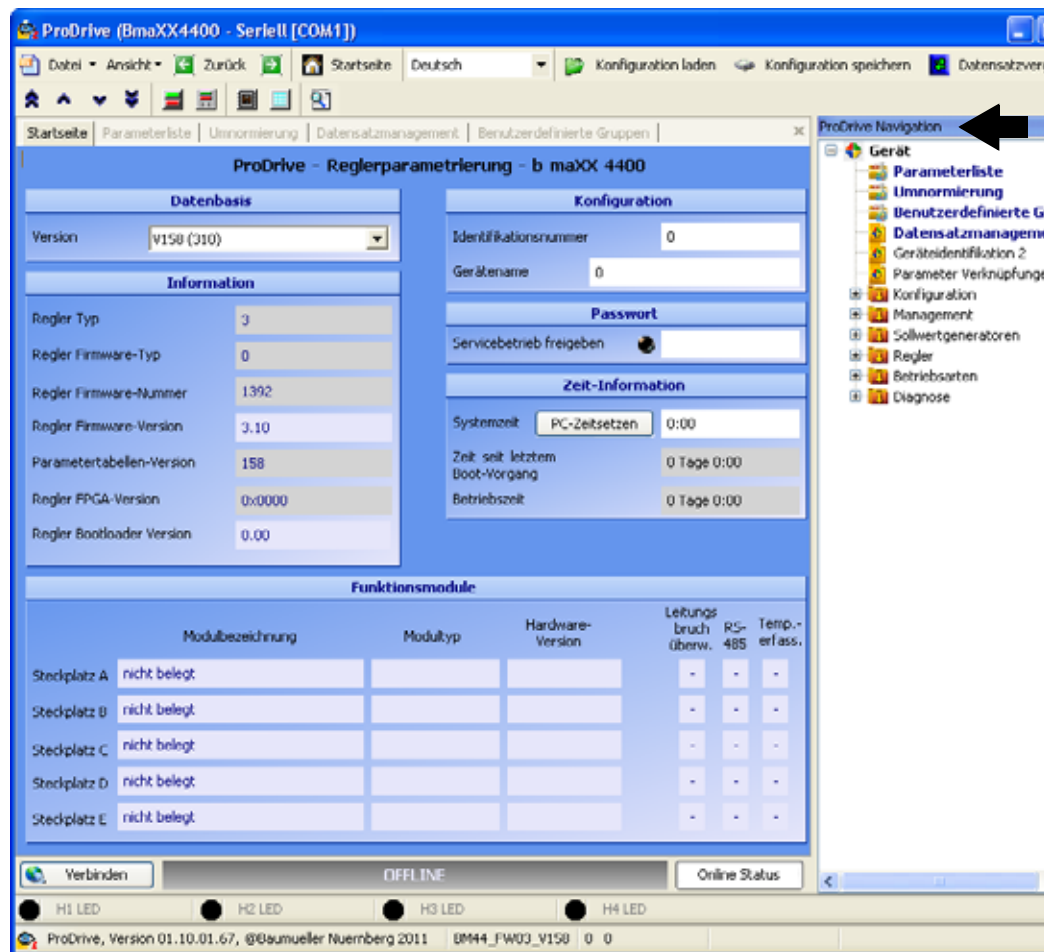 ProDrive (BmaXX4400 - Seriell [COM1])
Datei Ansicht Zurück Startseite Deutsch Konfiguration laden Konfiguration speichern
Startseite Parameterliste Umnormierung Datensatzmanagement Benutzerdefinierte Gruppen
ProDrive - Reglerparametrierung - b maXX 4400
Datenbasis
Version V158 (310)
Information
Regler Typ 3
Regler Firmware-Typ 0
Regler Firmware-Nummer 1392
Regler Firmware-Version 3.10
Parametertabellen-Version 158
Regler FPGA-Version 0x0000
Regler Bootloader Version 0.00
Konfiguration
Identifikationsnummer 0
Gerätename 0
Passwort
Servicebetrieb freigeben
Zeit-Information
Systemzeit PC-Zeitsetzen 0:00
Zeit seit letztem
Boot-Vorgang 0 Tage 0:00
Betriebszeit 0 Tage 0:00
Funktionsmodule
Modulbezeichnung Modultyp Hardware-
Version Leitungs
bruch
überw. RS-
485 Temp.-
erfass.
Steckplatz A nicht belegt - - -
Steckplatz B nicht belegt - - -
Steckplatz C nicht belegt - - -
Steckplatz D nicht belegt - - -
Steckplatz E nicht belegt - - -
Verbinden OFFLINE Online Status
H1 LED H2 LED H3 LED H4 LED
ProDrive, Version 01.10.01.67, @Baumueller Nuernberg 2011 BM44_FW03_V158 0 0
ProDrive Navigation
Gerät
Parameterliste
Umnormierung
Benutzerdefinierte G
Datensatzmanageme
Geräteidentifikation 2
Parameter Verknüpfunge
Konfiguration
Management
Sollwertgeneratoren
Regler
Betriebsarten
Diagnose